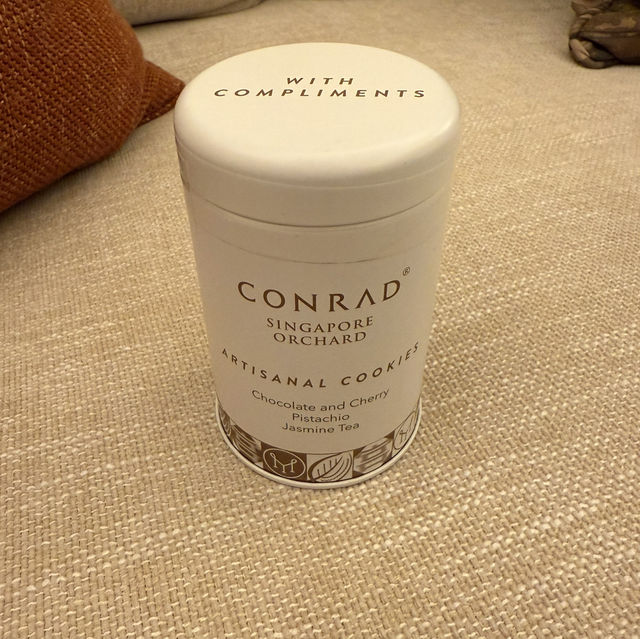 WITH
COMPLIMENTS
CONRAD®
SINGAPORE
ORCHARD
ARTISANAL COOKIES
Chocolate and Cherry
Pistachio
Jasmine Tea